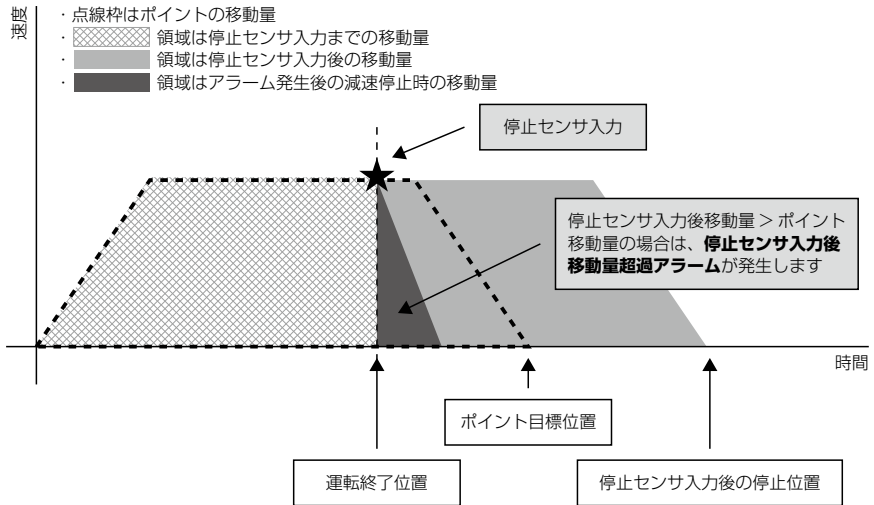 速度
・点線枠はポイントの移動量
・ 領域は停止センサ入力までの移動量
・ 領域は停止センサ入力後の移動量
・ 領域はアラーム発生後の減速停止時の移動量
停止センサ入力
停止センサ入力後移動量 > ポイント
移動量の場合は、停止センサ入力後
移動量超過アラームが発生します
時間
ポイント目標位置
運転終了位置
停止センサ入力後の停止位置